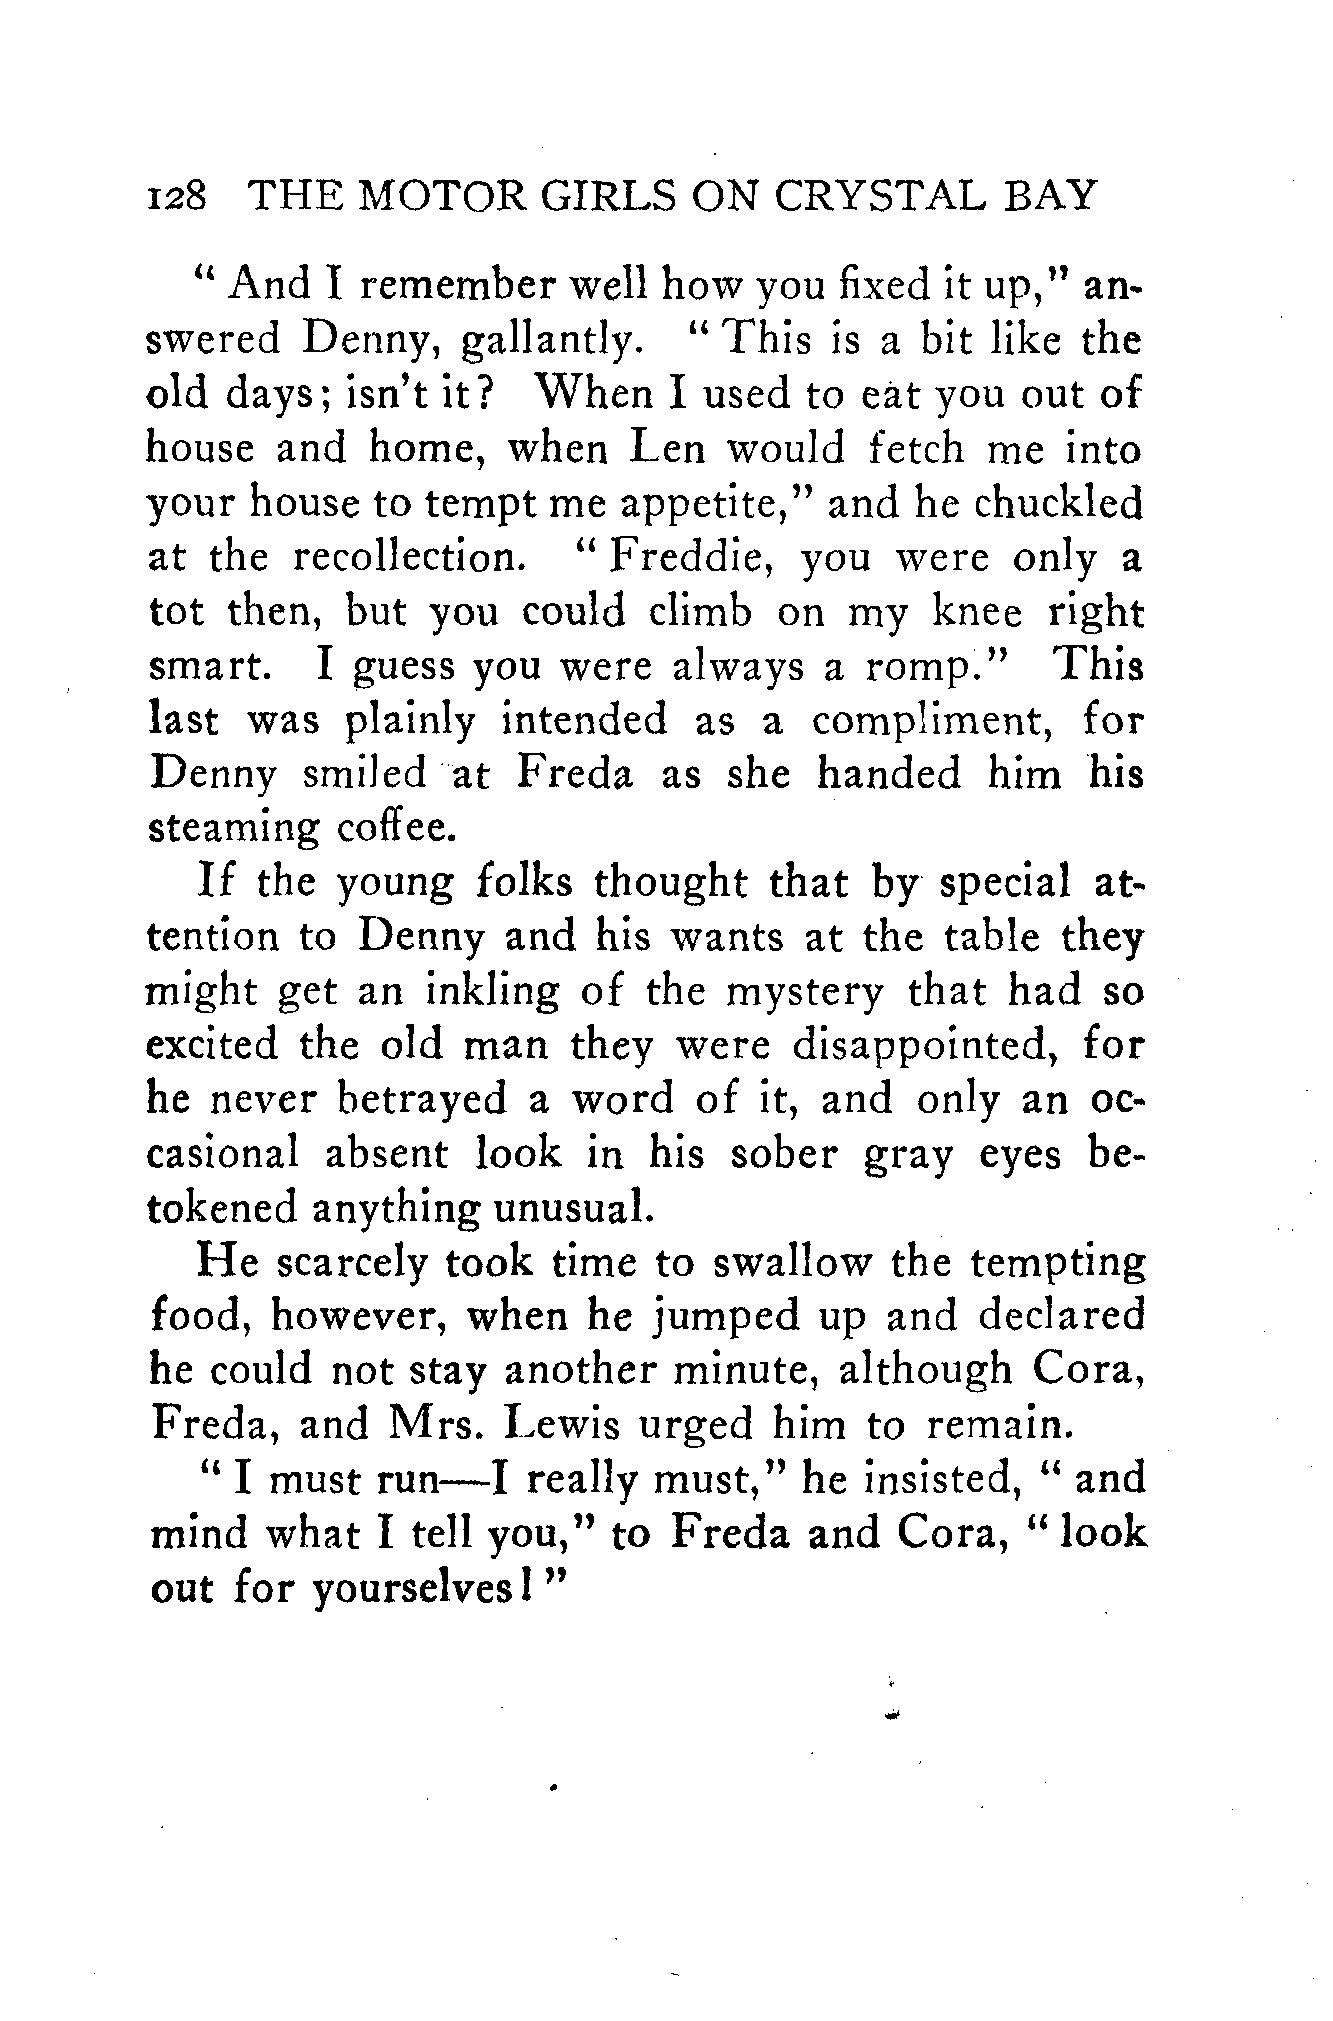 128 THE MOTOR GIRLS ON CRYSTAL BAY
" And I remember well how you fixed it up," an-
swered Denny, gallantly. " This is a bit like the
old days; isn't it? When I used to eat you out of
house and home, when Len would fetch me into
your house to tempt me appetite," and he chuckled
at the recollection. " Freddie, you were only a
tot then, but you could climb on my knee right
smart. I guess you were always a romp." This
last was plainly intended as a compliment, for
Denny smiled at Freda as she handed him his
steaming coffee.
If the young folks thought that by special at-
tention to Denny and his wants at the table they
might get an inkling of the mystery that had so
excited the old man they were disappointed, for
he never betrayed a word of it, and only an oc-
casional absent look in his sober gray eyes be-
tokened anything unusual.
He scarcely took time to swallow the tempting
food, however, when he jumped up and declared
he could not stay another minute, although Cora,
Freda, and Mrs. Lewis urged him to remain.
" I must run—I really must," he insisted, " and
mind what I tell you," to Freda and Cora, " look
out for yourselves! "